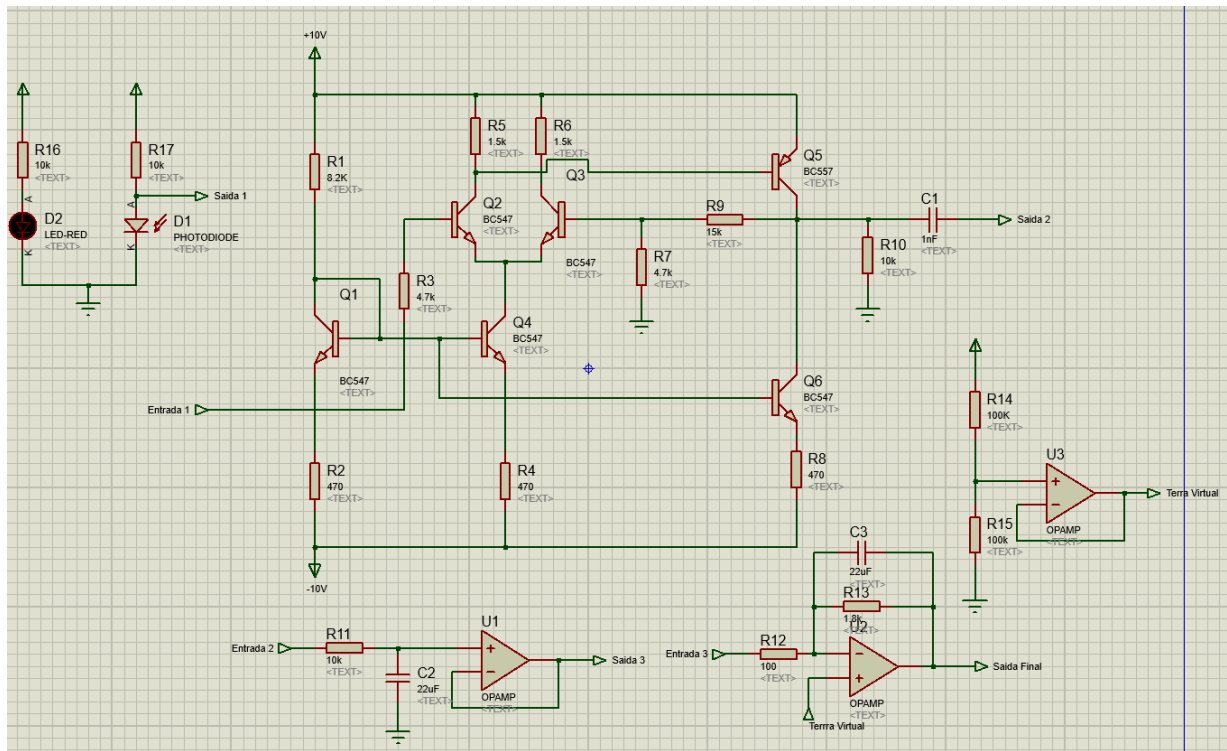 +10V
R16
10k
<TEXT>
R17
10k
<TEXT>
Saida 1
A
K
D2
LED-RED
<TEXT>
A
K
D1
PHOTODIODE
<TEXT>
R1
8.2K
<TEXT>
R5
1.5k
<TEXT>
R6
1.5k
<TEXT>
Q5
BC557
<TEXT>
Q2
BC547
<TEXT>
Q3
BC547
<TEXT>
R9
15k
<TEXT>
C1
1nF
<TEXT>
Saida 2
R7
4.7k
<TEXT>
R10
10k
<TEXT>
R3
4.7k
<TEXT>
Q1
BC547
<TEXT>
Q4
BC547
<TEXT>
Q6
BC547
<TEXT>
Entrada 1
R2
470
<TEXT>
R4
470
<TEXT>
R8
470
<TEXT>
R14
100K
<TEXT>
R15
100k
<TEXT>
U3
OPAMP
<TEXT>
Terra Virtual
-10V
Entrada 2
R11
10k
<TEXT>
C2
22uF
<TEXT>
U1
OPAMP
<TEXT>
Saida 3
C3
22uF
<TEXT>
R13
1.8k
<TEXT>
Entrada 3
R12
100
<TEXT>
U2
OPAMP
<TEXT>
Saida Final
Terrra Virtual